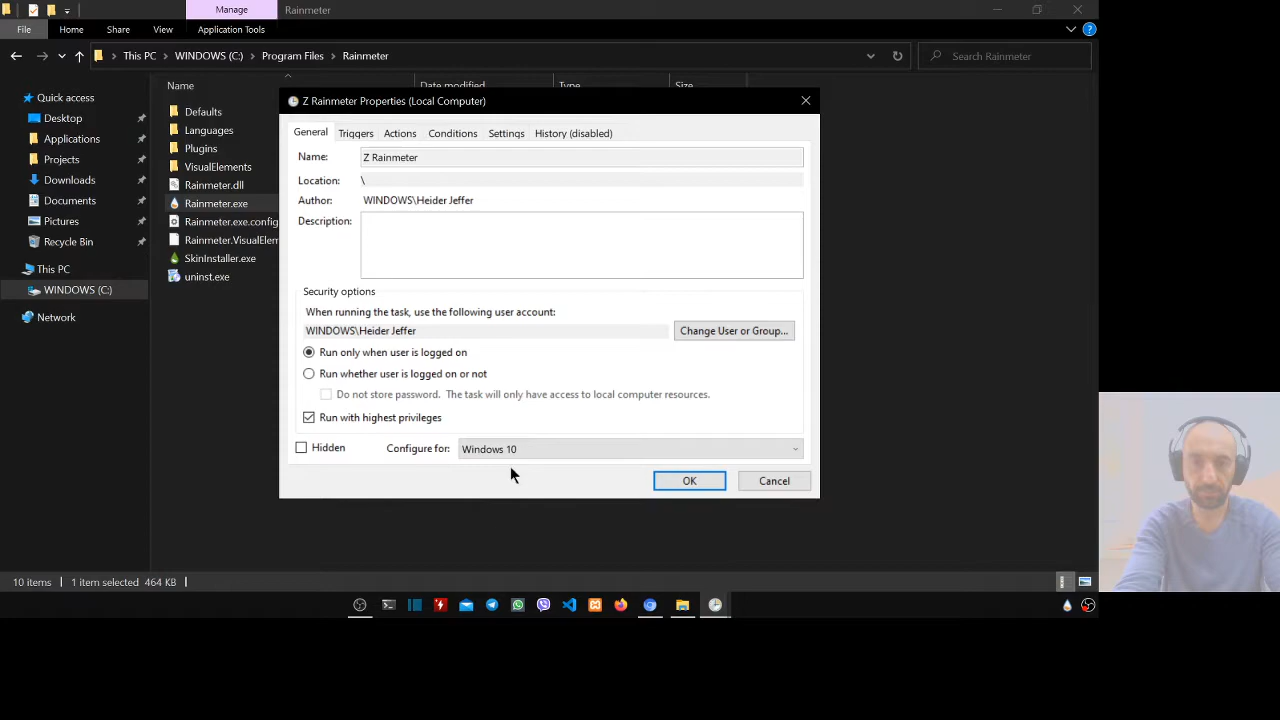 Manage
Rainmeter
File
Home
Share
View
Application Tools
This PC
WINDOWS (C:)
Program Files
Rainmeter
Search Rainmeter
Name
Date modified
Type
Size
Quick access
Desktop
Applications
Projects
Downloads
Documents
Pictures
Recycle Bin
This PC
WINDOWS (C:)
Network
Defaults
Languages
Plugins
VisualElements
Rainmeter.dll
Rainmeter.exe
Rainmeter.exe.config
Rainmeter.VisualElem
SkinInstaller.exe
uninst.exe
Z Rainmeter Properties (Local Computer)
General
Triggers
Actions
Conditions
Settings
History (disabled)
Name:
Z Rainmeter
Location:
\
Author:
WINDOWS\Heider Jeffer
Description:
Security options
When running the task, use the following user account:
WINDOWS\Heider Jeffer
Change User or Group...
Run only when user is logged on
Run whether user is logged on or not
Do not store password. The task will only have access to local computer resources.
Run with highest privileges
Hidden
Configure for:
Windows 10
OK
Cancel
10 items
1 item selected 464 KB